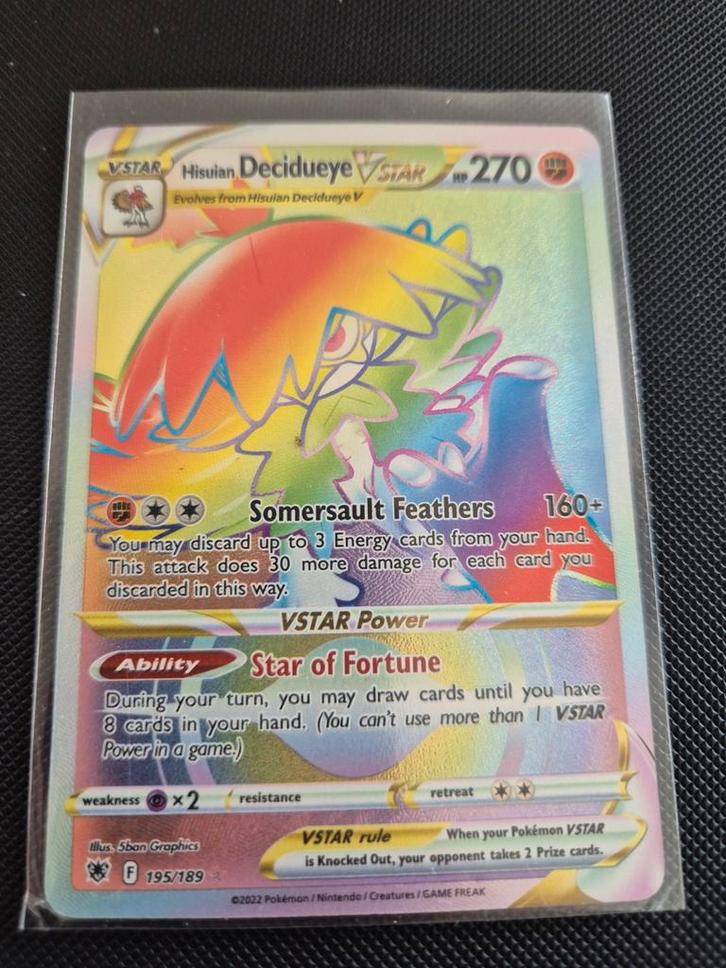 VSTAR Hisuian Decidueye VSTAR HP 270
Evolves from Hisuian Decidueye V
Somersault Feathers 160+
You may discard up to 3 Energy cards from your hand.
This attack does 30 more damage for each card you
discarded in this way.
VSTAR Power
Ability Star of Fortune
During your turn, you may draw cards until you have
8 cards in your hand. (You can't use more than 1 VSTAR
Power in a game.)
weakness ×2 resistance retreat
Illus. 5ban Graphics
VSTAR rule When your Pokémon VSTAR
is Knocked Out, your opponent takes 2 Prize cards.
F 195/189
©2022 Pokémon / Nintendo / Creatures / GAME FREAK